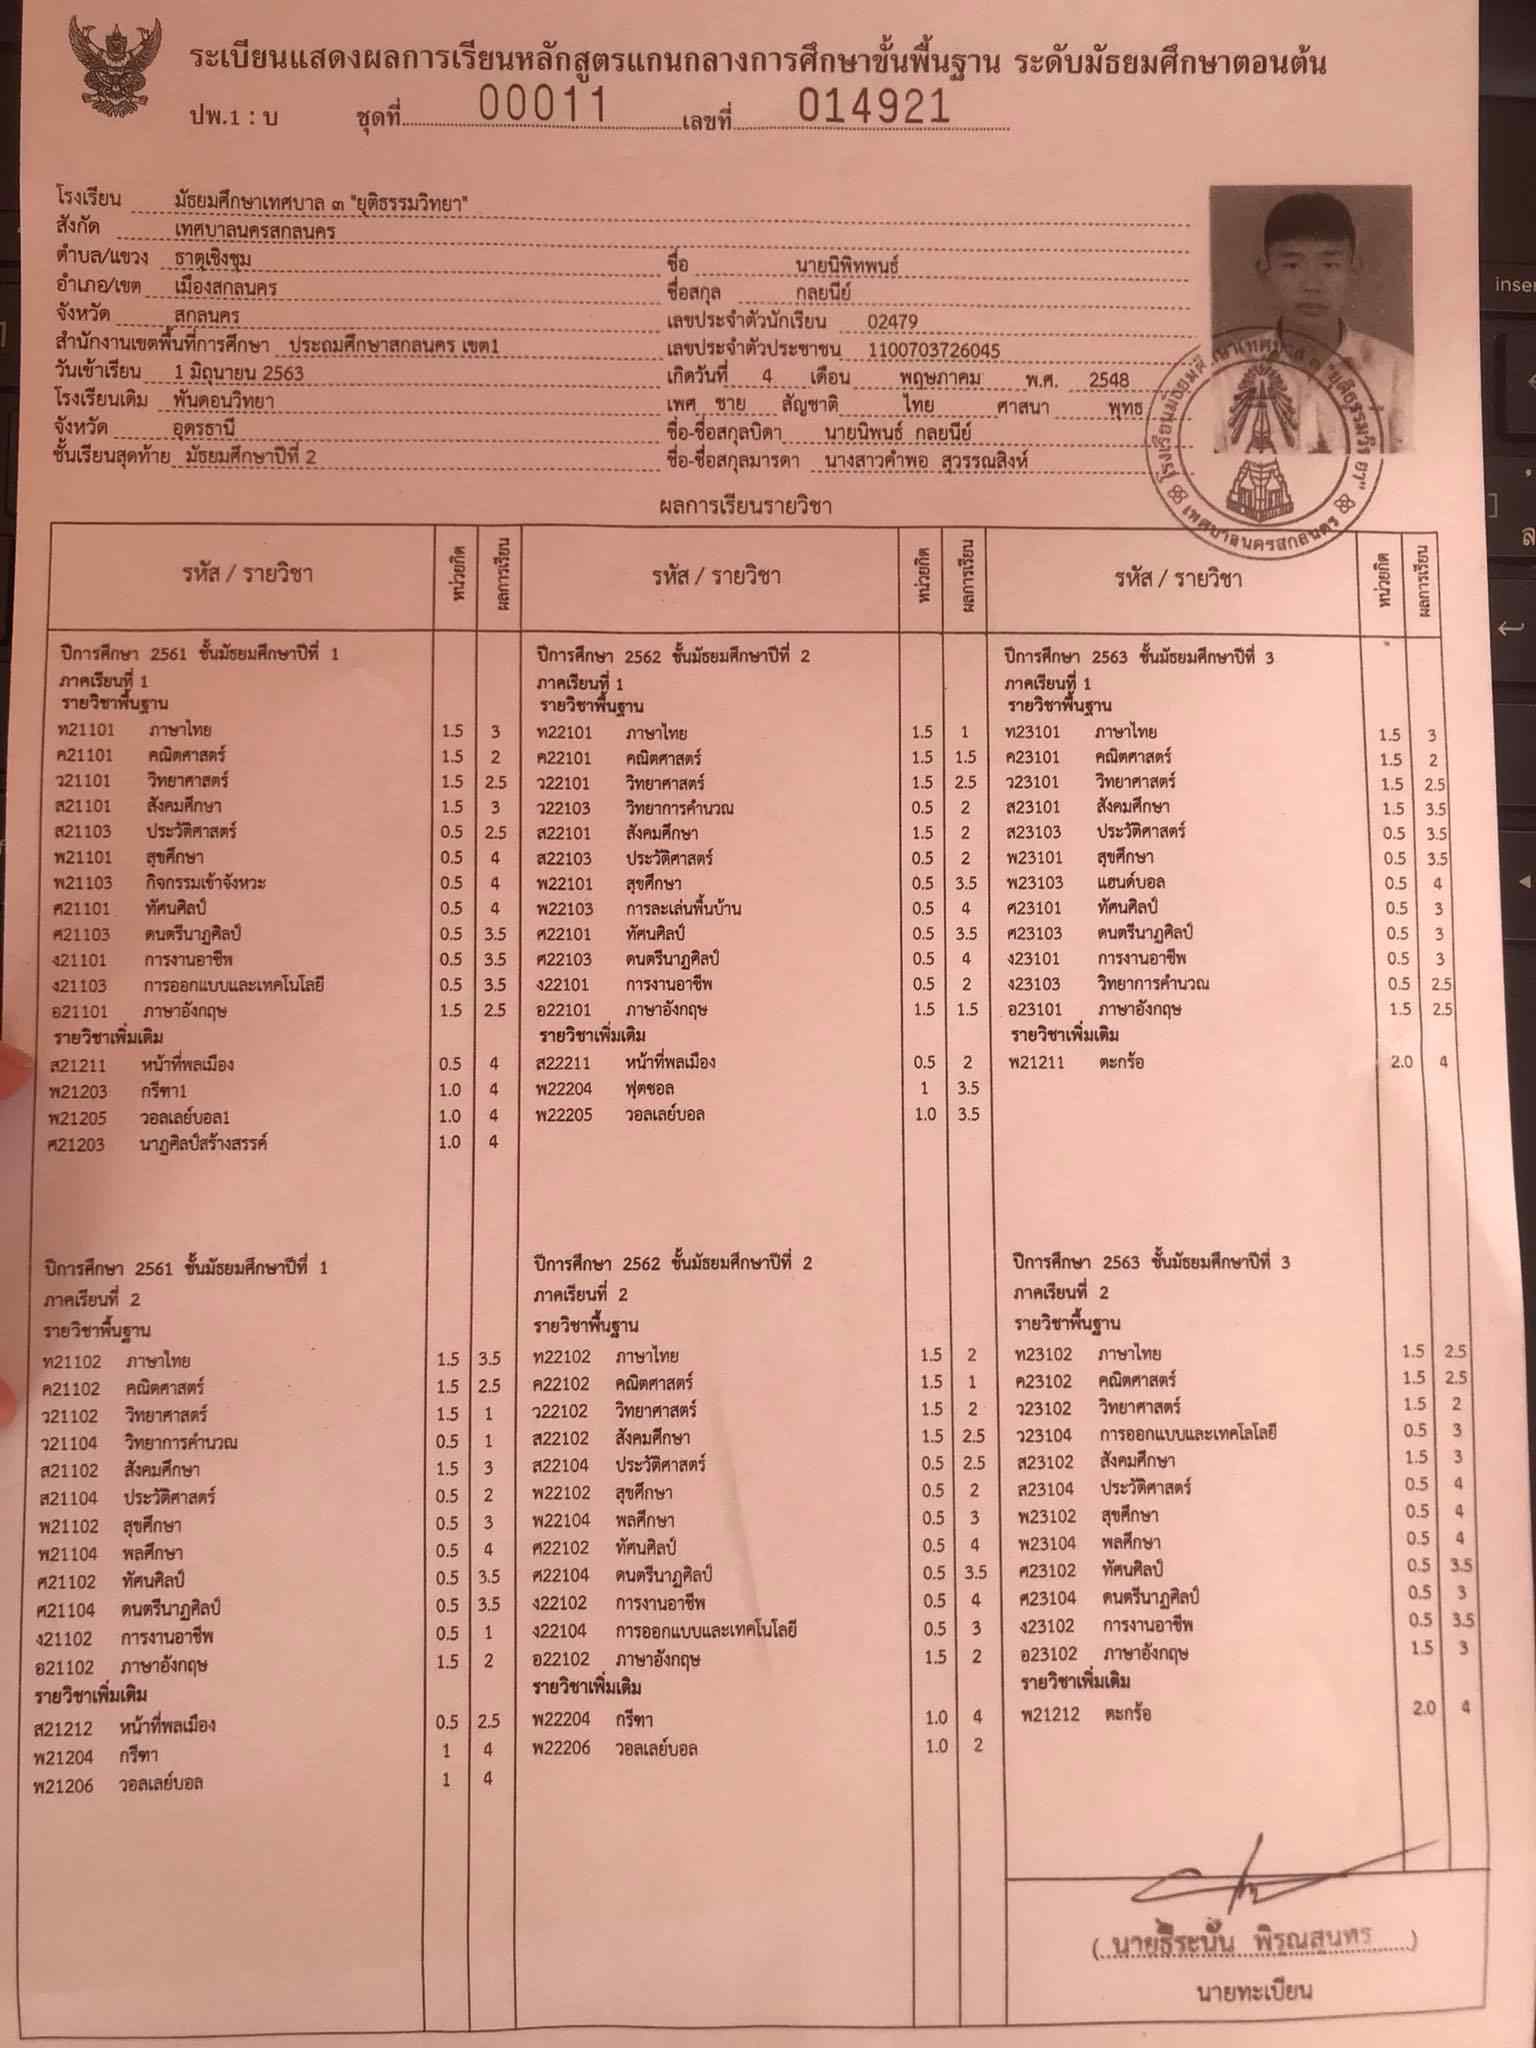 ระเบียนแสดงผลการเรียนหลักสูตรแกนกลางการศึกษาขั้นพื้นฐาน ระดับมัธยมศึกษาตอนต้น
ปพ.1 : บ ชุดที่ 00011 เลขที่ 014921
โรงเรียน มัธยมศึกษาเทศบาล ๓ "ยุติธรรมวิทยา"
สังกัด เทศบาลนครสกลนคร
ตำบล/แขวง ธาตุเชิงชุม
อำเภอ/เขต เมืองสกลนคร
จังหวัด สกลนคร
สำนักงานเขตพื้นที่การศึกษา ประถมศึกษาสกลนคร เขต1
วันเข้าเรียน 1 มิถุนายน 2563
โรงเรียนเดิม พันดอนวิทยา
จังหวัด อุดรธานี
ชั้นเรียนสุดท้าย มัธยมศึกษาปีที่ 2
ชื่อ นายนิพิทพนธ์
ชื่อสกุล กลยนีย์
เลขประจำตัวนักเรียน 02479
เลขประจำตัวประชาชน 1100703726045
เกิดวันที่ 4 เดือน พฤษภาคม พ.ศ. 2548
เพศ ชาย สัญชาติ ไทย ศาสนา พุทธ
ชื่อ-ชื่อสกุลบิดา นายนิพนธ์ กลยนีย์
ชื่อ-ชื่อสกุลมารดา นางสาวคำพอ สุวรรณสิงห์
เทศบาลนครสกลนคร
ผลการเรียนรายวิชา
รหัส / รายวิชา หน่วยกิต ผลการเรียน
ปีการศึกษา 2561 ชั้นมัธยมศึกษาปีที่ 1
ภาคเรียนที่ 1
รายวิชาพื้นฐาน
ท21101 ภาษาไทย 1.5 3
ค21101 คณิตศาสตร์ 1.5 2
ว21101 วิทยาศาสตร์ 1.5 2.5
ส21101 สังคมศึกษา 1.5 3
ส21103 ประวัติศาสตร์ 0.5 2.5
พ21101 สุขศึกษา 0.5 4
พ21103 กิจกรรมเข้าจังหวะ 0.5 4
ศ21101 ทัศนศิลป์ 0.5 4
ศ21103 ดนตรีนาฏศิลป์ 0.5 3.5
ง21101 การงานอาชีพ 0.5 3.5
ง21103 การออกแบบและเทคโนโลยี 0.5 3.5
อ21101 ภาษาอังกฤษ 1.5 2.5
รายวิชาเพิ่มเติม
ส21211 หน้าที่พลเมือง 0.5 4
พ21203 กรีฑา1 1.0 4
พ21205 วอลเลย์บอล1 1.0 4
ศ21203 นาฏศิลป์สร้างสรรค์ 1.0 4
ปีการศึกษา 2561 ชั้นมัธยมศึกษาปีที่ 1
ภาคเรียนที่ 2
รายวิชาพื้นฐาน
ท21102 ภาษาไทย 1.5 3.5
ค21102 คณิตศาสตร์ 1.5 2.5
ว21102 วิทยาศาสตร์ 1.5 1
ว21104 วิทยาการคำนวณ 0.5 1
ส21102 สังคมศึกษา 1.5 3
ส21104 ประวัติศาสตร์ 0.5 2
พ21102 สุขศึกษา 0.5 3
พ21104 พลศึกษา 0.5 4
ศ21102 ทัศนศิลป์ 0.5 3.5
ศ21104 ดนตรีนาฏศิลป์ 0.5 3.5
ง21102 การงานอาชีพ 0.5 1
อ21102 ภาษาอังกฤษ 1.5 2
รายวิชาเพิ่มเติม
ส21212 หน้าที่พลเมือง 0.5 2.5
พ21204 กรีฑา 1 4
พ21206 วอลเลย์บอล 1 4
รหัส / รายวิชา หน่วยกิต ผลการเรียน
ปีการศึกษา 2562 ชั้นมัธยมศึกษาปีที่ 2
ภาคเรียนที่ 1
รายวิชาพื้นฐาน
ท22101 ภาษาไทย 1.5 1
ค22101 คณิตศาสตร์ 1.5 1.5
ว22101 วิทยาศาสตร์ 1.5 2.5
ว22103 วิทยาการคำนวณ 0.5 2
ส22101 สังคมศึกษา 1.5 2
ส22103 ประวัติศาสตร์ 0.5 2
พ22101 สุขศึกษา 0.5 3.5
พ22103 การละเล่นพื้นบ้าน 0.5 4
ศ22101 ทัศนศิลป์ 0.5 3.5
ศ22103 ดนตรีนาฏศิลป์ 0.5 4
ง22101 การงานอาชีพ 0.5 2
อ22101 ภาษาอังกฤษ 1.5 1.5
รายวิชาเพิ่มเติม
ส22211 หน้าที่พลเมือง 0.5 2
พ22204 ฟุตซอล 1 3.5
พ22205 วอลเลย์บอล 1.0 3.5
ปีการศึกษา 2562 ชั้นมัธยมศึกษาปีที่ 2
ภาคเรียนที่ 2
รายวิชาพื้นฐาน
ท22102 ภาษาไทย 1.5 2
ค22102 คณิตศาสตร์ 1.5 1
ว22102 วิทยาศาสตร์ 1.5 2
ส22102 สังคมศึกษา 1.5 2.5
ส22104 ประวัติศาสตร์ 0.5 2.5
พ22102 สุขศึกษา 0.5 2
พ22104 พลศึกษา 0.5 3
ศ22102 ทัศนศิลป์ 0.5 4
ศ22104 ดนตรีนาฏศิลป์ 0.5 3.5
ง22102 การงานอาชีพ 0.5 4
ง22104 การออกแบบและเทคโนโลยี 0.5 3
อ22102 ภาษาอังกฤษ 1.5 2
รายวิชาเพิ่มเติม
พ22204 กรีฑา 1.0 4
พ22206 วอลเลย์บอล 1.0 2
รหัส / รายวิชา หน่วยกิต ผลการเรียน
ปีการศึกษา 2563 ชั้นมัธยมศึกษาปีที่ 3
ภาคเรียนที่ 1
รายวิชาพื้นฐาน
ท23101 ภาษาไทย 1.5 3
ค23101 คณิตศาสตร์ 1.5 2
ว23101 วิทยาศาสตร์ 1.5 2.5
ส23101 สังคมศึกษา 1.5 3.5
ส23103 ประวัติศาสตร์ 0.5 3.5
พ23101 สุขศึกษา 0.5 3.5
พ23103 แฮนด์บอล 0.5 4
ศ23101 ทัศนศิลป์ 0.5 3
ศ23103 ดนตรีนาฏศิลป์ 0.5 3
ง23101 การงานอาชีพ 0.5 3
ง23103 วิทยาการคำนวณ 0.5 2.5
อ23101 ภาษาอังกฤษ 1.5 2.5
รายวิชาเพิ่มเติม
พ21211 ตะกร้อ 2.0 4
ปีการศึกษา 2563 ชั้นมัธยมศึกษาปีที่ 3
ภาคเรียนที่ 2
รายวิชาพื้นฐาน
ท23102 ภาษาไทย 1.5 2.5
ค23102 คณิตศาสตร์ 1.5 2.5
ว23102 วิทยาศาสตร์ 1.5 2
ว23104 การออกแบบและเทคโลโลยี 0.5 3
ส23102 สังคมศึกษา 1.5 3
ส23104 ประวัติศาสตร์ 0.5 4
พ23102 สุขศึกษา 0.5 4
พ23104 พลศึกษา 0.5 4
ศ23102 ทัศนศิลป์ 0.5 3.5
ศ23104 ดนตรีนาฏศิลป์ 0.5 3
ง23102 การงานอาชีพ 0.5 3.5
อ23102 ภาษาอังกฤษ 1.5 3
รายวิชาเพิ่มเติม
พ21212 ตะกร้อ 2.0 4
(นายธีระนัน พิรุณสุนทร)
นายทะเบียน
inser